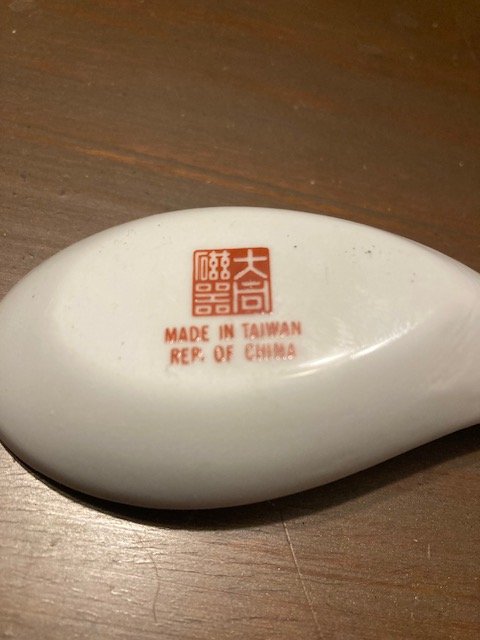 大同
磁器
MADE IN TAIWAN
REP. OF CHINA